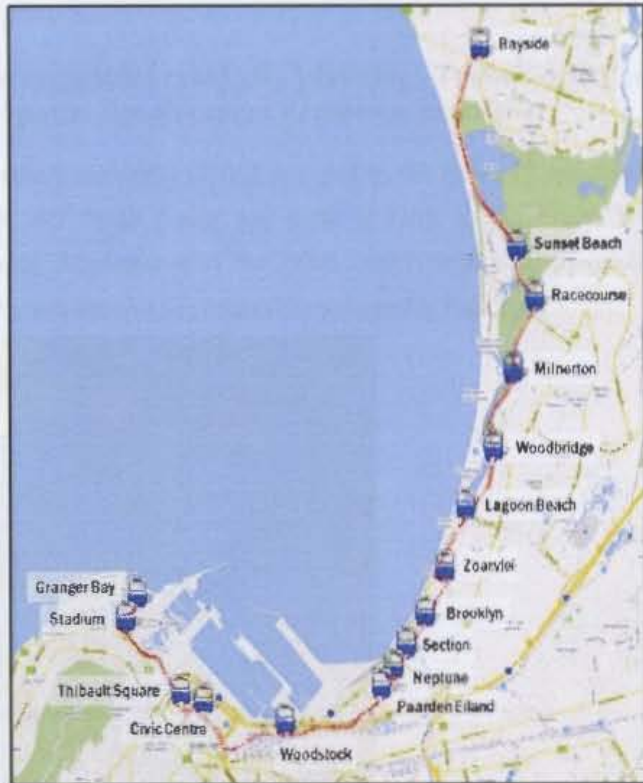 Bayside
Sunset Beach
Racecourse
Milnerton
Woodbridge
Lagoon Beach
Zoarvlei
Granger Bay
Brooklyn
Stadium
Section
Neptune
Thibault Square
Paarden Eiland
Civic Centre
Woodstock